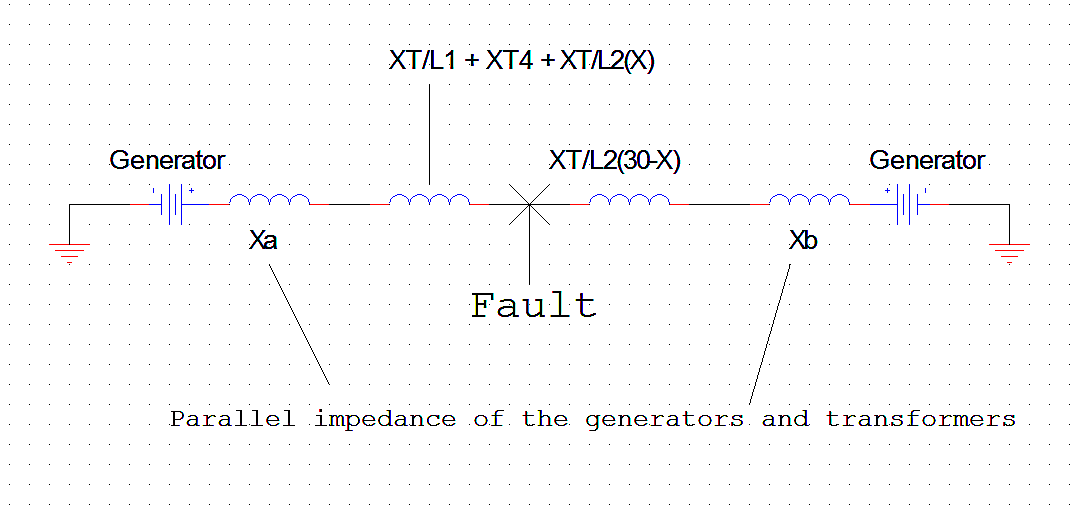 XT/L1 + XT4 + XT/L2(X)
Generator
XT/L2(30-X)
Generator
Xa
Xb
Fault
Parallel impedance of the generators and transformers